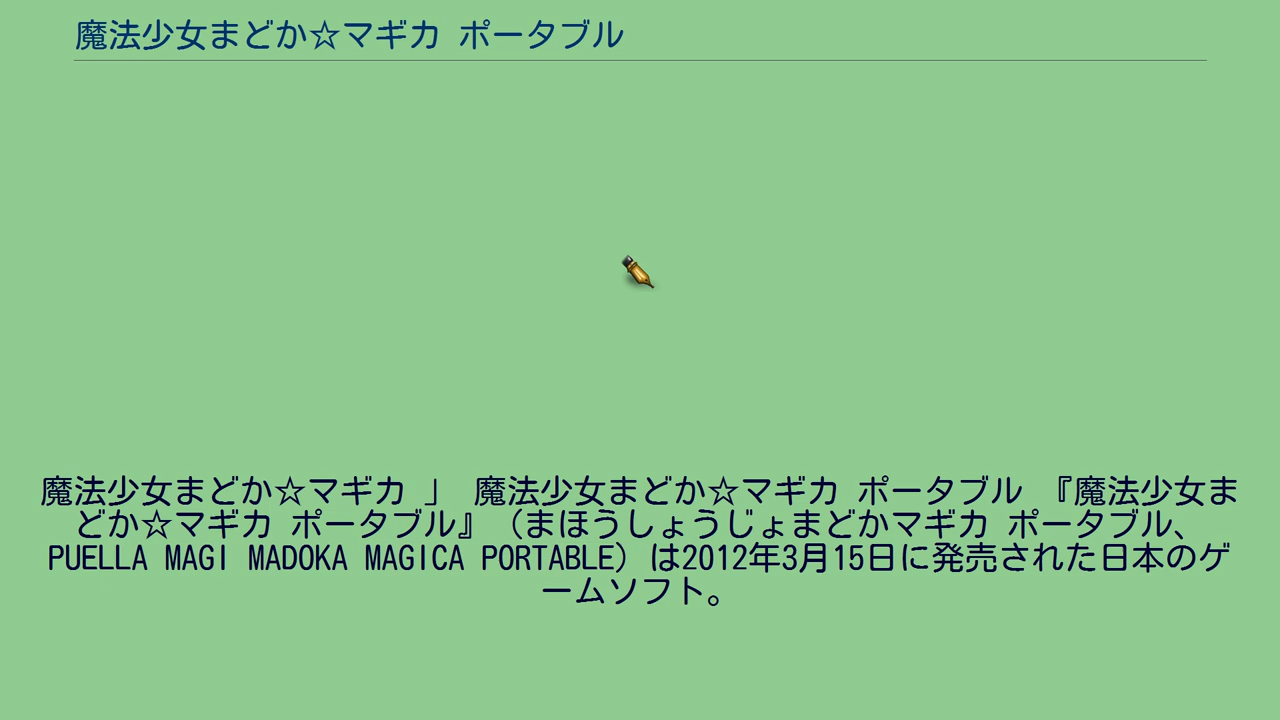 魔法少女まどか☆マギカ ポータブル
魔法少女まどか☆マギカ 」 魔法少女まどか☆マギカ ポータブル 『魔法少女ま
どか☆マギカ ポータブル』（まほうしょうじょまどかマギカ ポータブル、
PUELLA MAGI MADOKA MAGICA PORTABLE）は2012年3月15日に発売された日本のゲ
ームソフト。